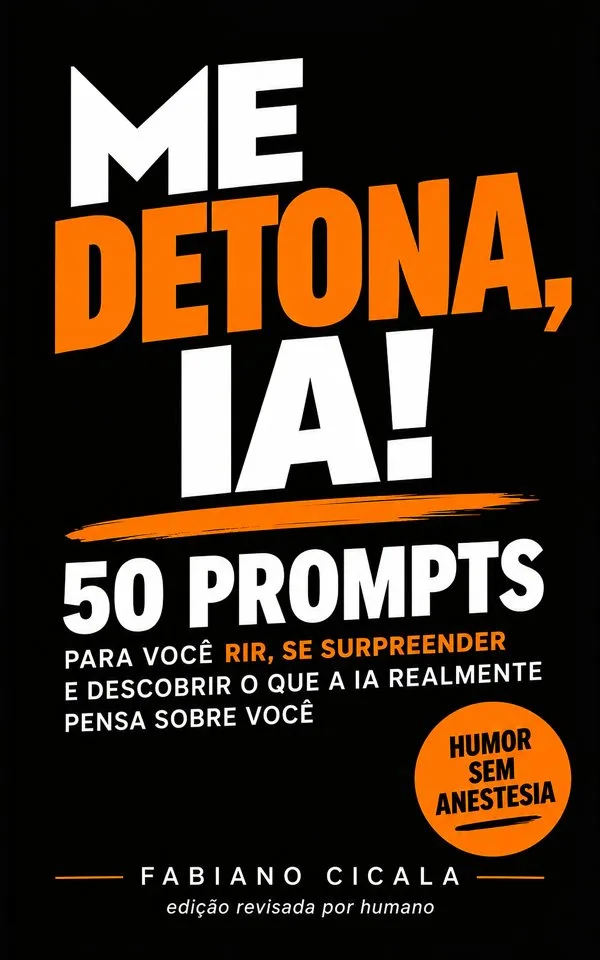 ME
DETONA,
IA!
50 PROMPTS
PARA VOCÊ RIR, SE SURPREENDER
E DESCOBRIR O QUE A IA REALMENTE
PENSA SOBRE VOCÊ
HUMOR
SEM
ANESTESIA
FABIANO CICALA
edição revisada por humano